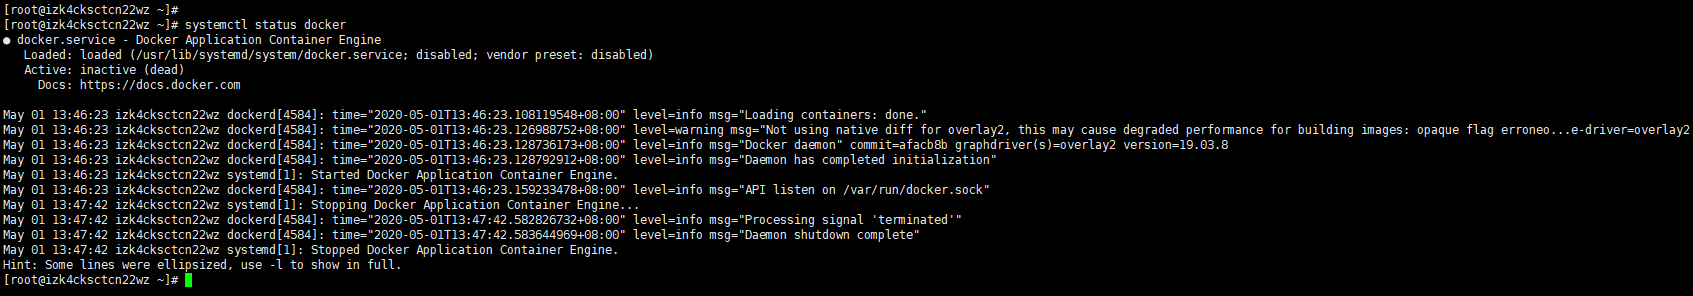 [root@izk4cksctcn22wz ~]#
[root@izk4cksctcn22wz ~]# systemctl status docker
● docker.service - Docker Application Container Engine
   Loaded: loaded (/usr/lib/systemd/system/docker.service; disabled; vendor preset: disabled)
   Active: inactive (dead)
     Docs: https://docs.docker.com

May 01 13:46:23 izk4cksctcn22wz dockerd[4584]: time="2020-05-01T13:46:23.108119548+08:00" level=info msg="Loading containers: done."
May 01 13:46:23 izk4cksctcn22wz dockerd[4584]: time="2020-05-01T13:46:23.126988752+08:00" level=warning msg="Not using native diff for overlay2, this may cause degraded performance for building images: opaque flag erroneo...e-driver=overlay2
May 01 13:46:23 izk4cksctcn22wz dockerd[4584]: time="2020-05-01T13:46:23.128736173+08:00" level=info msg="Docker daemon" commit=afacb8b graphdriver(s)=overlay2 version=19.03.8
May 01 13:46:23 izk4cksctcn22wz dockerd[4584]: time="2020-05-01T13:46:23.128792912+08:00" level=info msg="Daemon has completed initialization"
May 01 13:46:23 izk4cksctcn22wz systemd[1]: Started Docker Application Container Engine.
May 01 13:46:23 izk4cksctcn22wz dockerd[4584]: time="2020-05-01T13:46:23.159233478+08:00" level=info msg="API listen on /var/run/docker.sock"
May 01 13:47:42 izk4cksctcn22wz systemd[1]: Stopping Docker Application Container Engine...
May 01 13:47:42 izk4cksctcn22wz dockerd[4584]: time="2020-05-01T13:47:42.582826732+08:00" level=info msg="Processing signal 'terminated'"
May 01 13:47:42 izk4cksctcn22wz dockerd[4584]: time="2020-05-01T13:47:42.583644969+08:00" level=info msg="Daemon shutdown complete"
May 01 13:47:42 izk4cksctcn22wz systemd[1]: Stopped Docker Application Container Engine.
Hint: Some lines were ellipsized, use -l to show in full.
[root@izk4cksctcn22wz ~]#